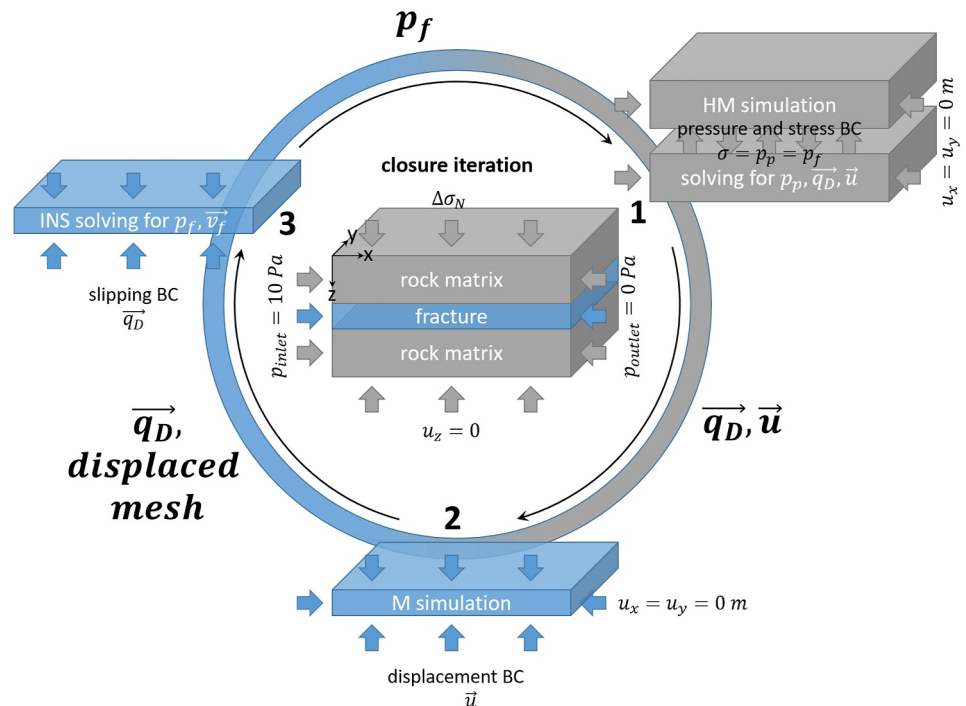 p_f
HM simulation
pressure and stress BC
σ = p_p = p_f
solving for p_p, q_D, u
u_x = u_y = 0 m
1
closure iteration
Δσ_N
y
x
z
rock matrix
fracture
rock matrix
p_inlet = 10 Pa
p_outlet = 0 Pa
u_z = 0
INS solving for p_f, v_f
3
slipping BC
q_D
q_D, u
q_D,
displaced
mesh
2
M simulation
u_x = u_y = 0 m
displacement BC
u